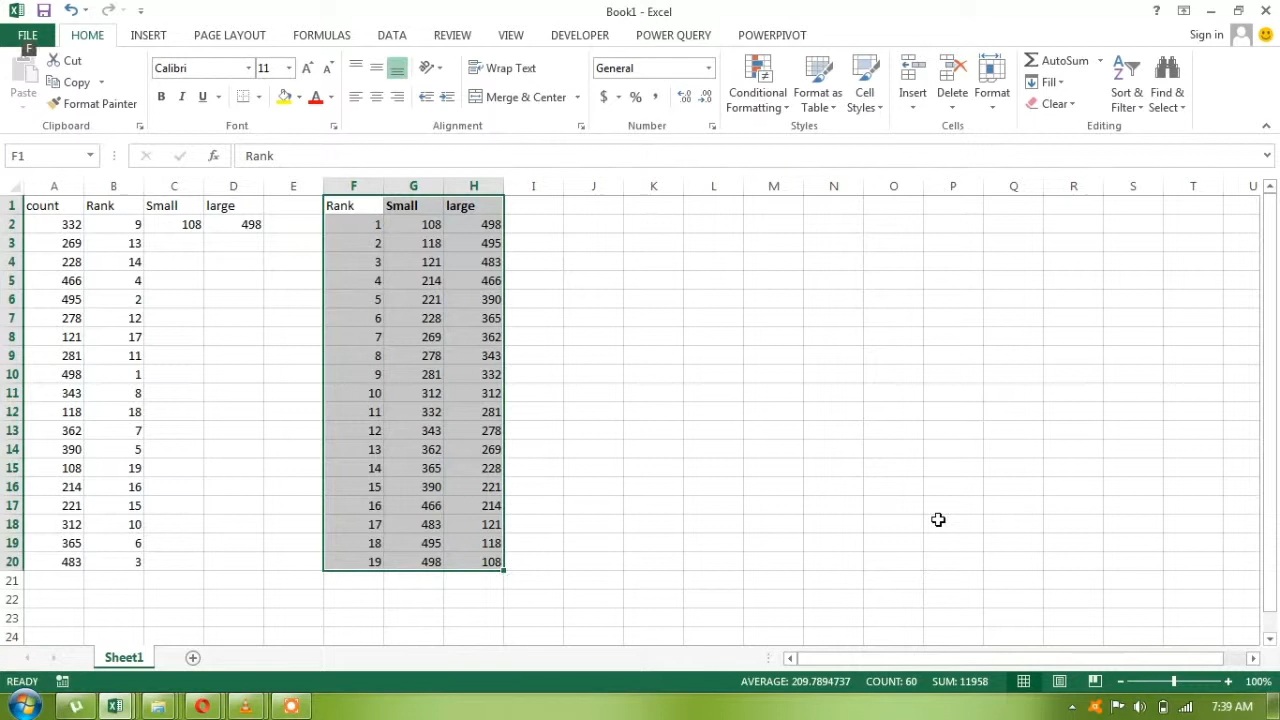 Book1 - Excel
FILE HOME INSERT PAGE LAYOUT FORMULAS DATA REVIEW VIEW DEVELOPER POWER QUERY POWERPIVOT Sign in
F
Paste Cut Copy Format Painter
Calibri 11 Wrap Text Merge & Center General
Conditional Formatting Format as Table Cell Styles Insert Delete Format AutoSum Fill Clear Sort & Filter Find & Select
Clipboard Font Alignment Number Styles Cells Editing
F1 Rank
A B C D E F G H I J K L M N O P Q R S T U
1 count Rank Small large Rank Small large
2 332 9 108 498 1 108 498
3 269 13 2 118 495
4 228 14 3 121 483
5 466 4 4 214 466
6 495 2 5 221 390
7 278 12 6 228 365
8 121 17 7 269 362
9 281 11 8 278 343
10 498 1 9 281 332
11 343 8 10 312 312
12 118 18 11 332 281
13 362 7 12 343 278
14 390 5 13 362 269
15 108 19 14 365 228
16 214 16 15 390 221
17 221 15 16 466 214
18 312 10 17 483 121
19 365 6 18 495 118
20 483 3 19 498 108
21
22
23
24
Sheet1
READY AVERAGE: 209.7894737 COUNT: 60 SUM: 11958 100%
7:39 AM